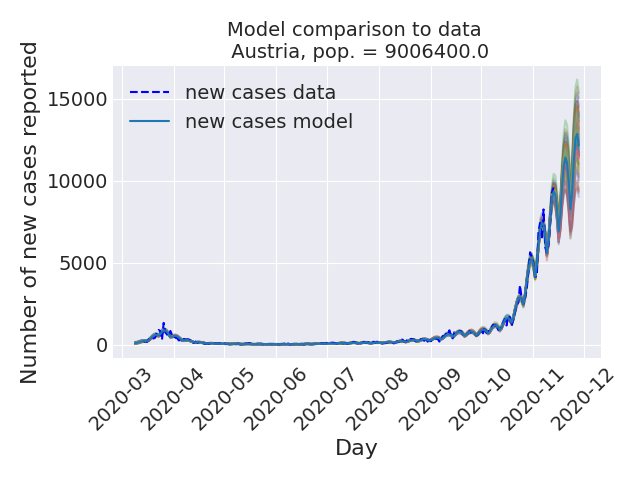 Model comparison to data
Austria, pop. = 9006400.0
Number of new cases reported
15000
10000
5000
0
new cases data
new cases model
2020-03
2020-04
2020-05
2020-06
2020-07
2020-08
2020-09
2020-10
2020-11
2020-12
Day